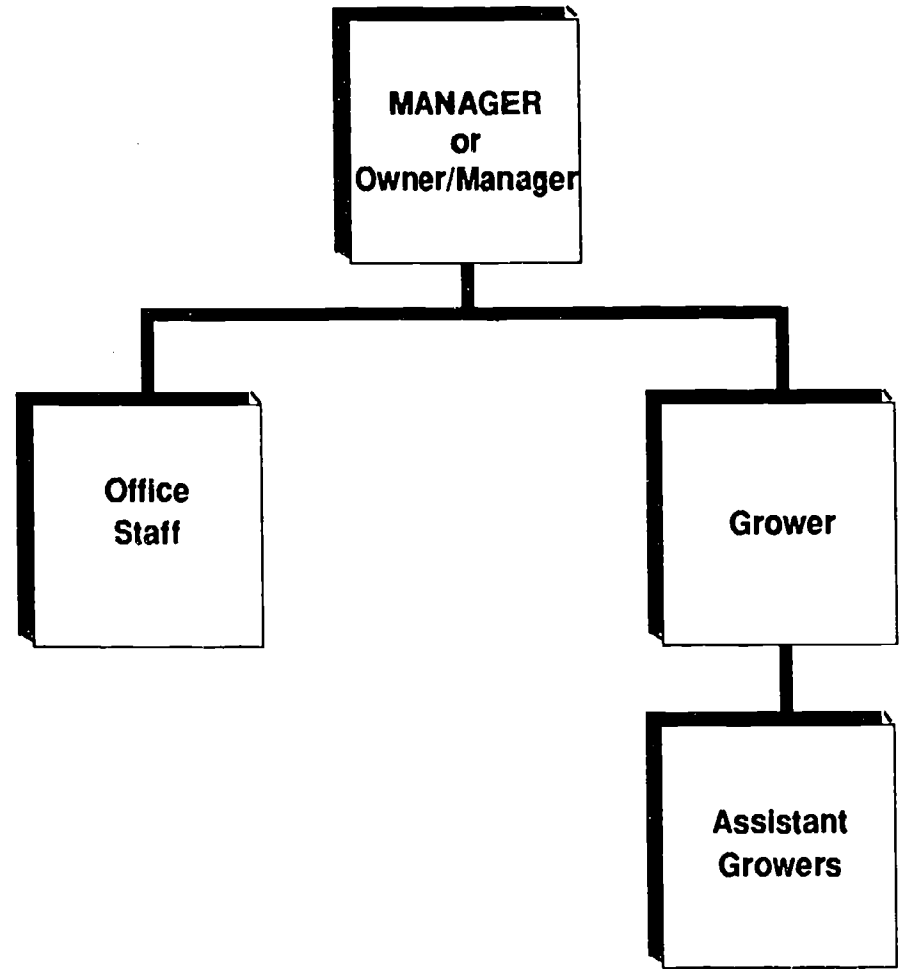 MANAGER
or
Owner/Manager
Office
Staff
Grower
Assistant
Growers